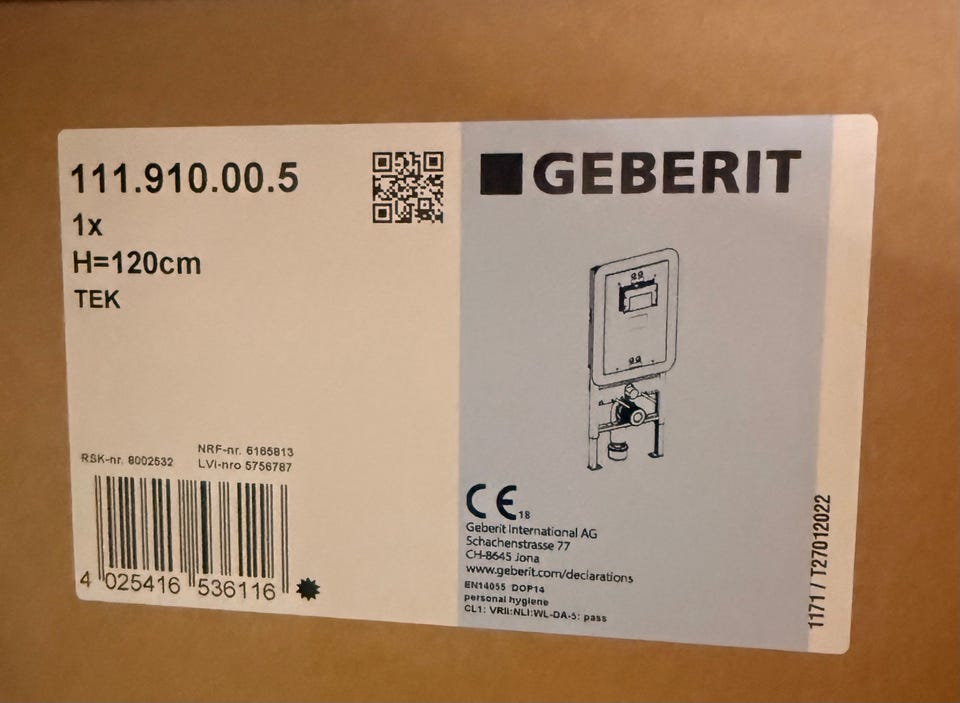 111.910.00.5
1x
H=120cm
TEK
RSK-nr. 8002532
NRF-nr. 6165813
LVI-nro 5756787
4 025416 536116
GEBERIT
CE 18
Geberit International AG
Schachenstrasse 77
CH-8645 Jona
www.geberit.com/declarations
EN14055 DOP14
personal hygiene
CL1: VRII:NLI:WL-DA-5: pass
1171 / T27012022